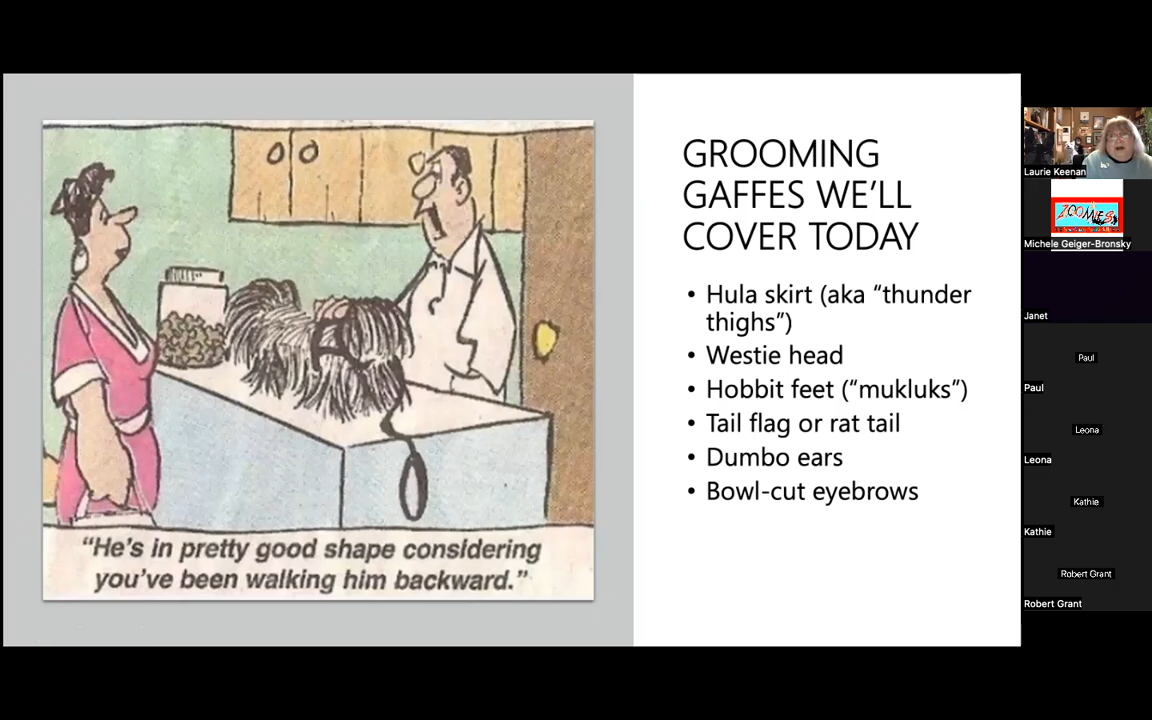 GROOMING
GAFFES WE’LL
COVER TODAY
• Hula skirt (aka “thunder
thighs”)
• Westie head
• Hobbit feet (“mukluks”)
• Tail flag or rat tail
• Dumbo ears
• Bowl-cut eyebrows
“He’s in pretty good shape considering
you’ve been walking him backward.”
Laurie Keenan
ZOOMIES
Michele Geiger-Bronsky
Janet
Paul
Paul
Leona
Leona
Kathie
Kathie
Robert Grant
Robert Grant